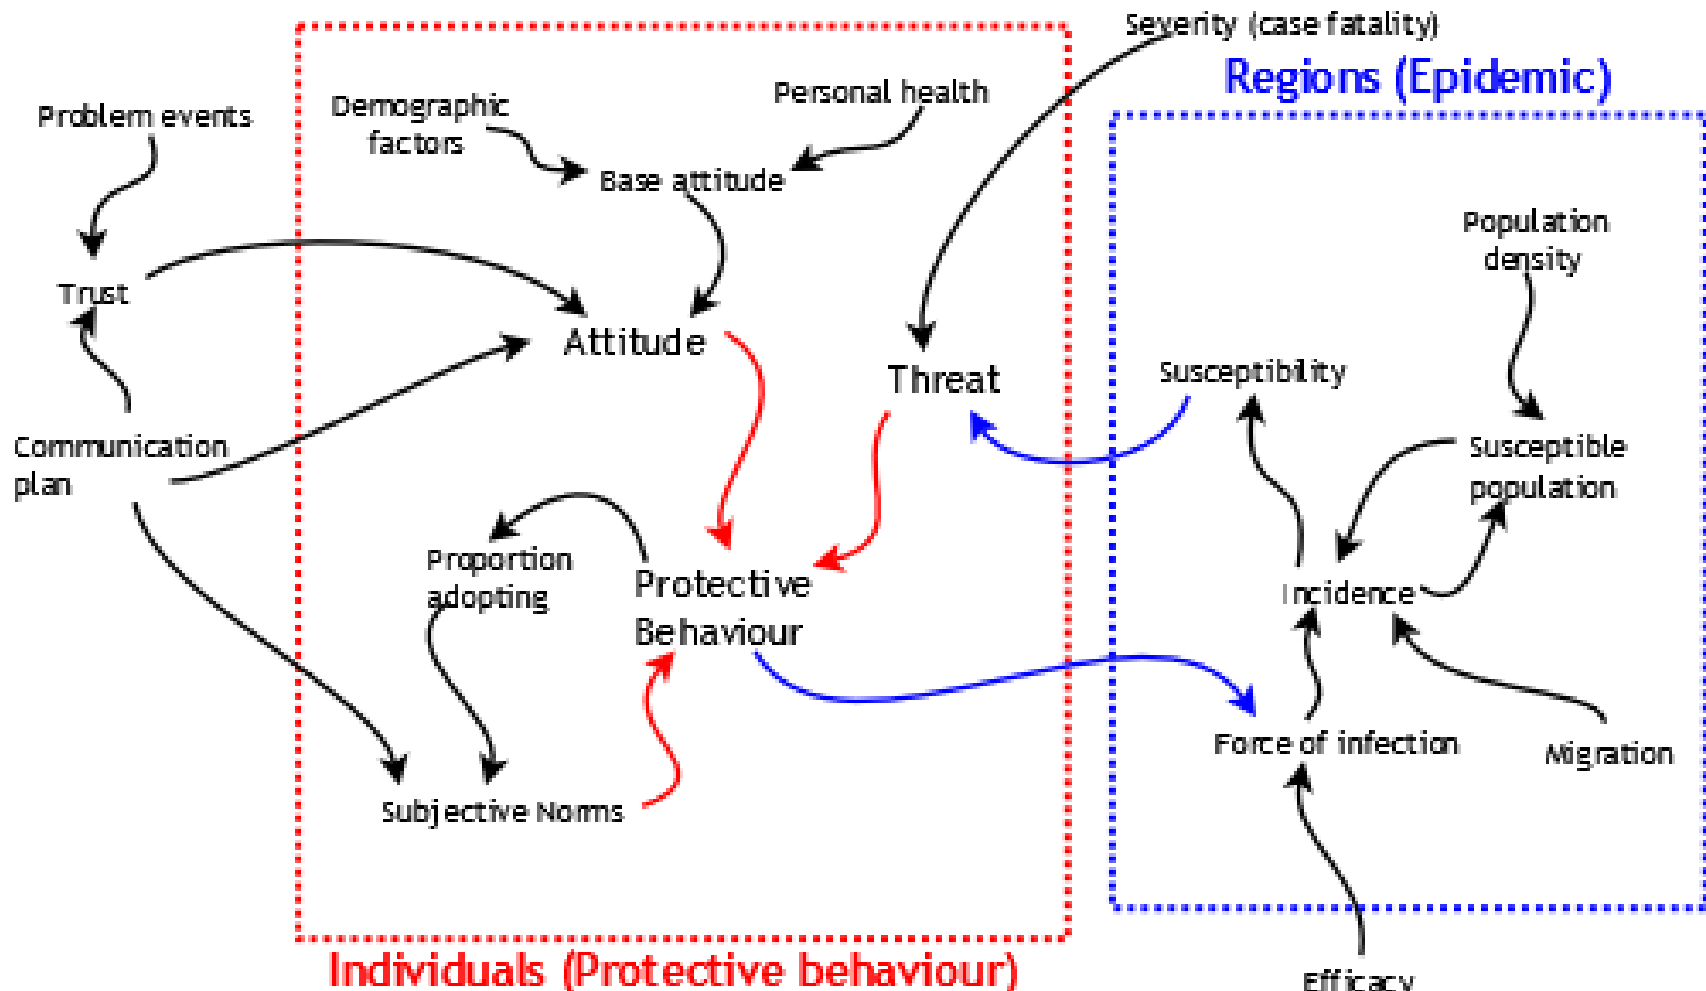 Severity (case fatality)
Regions (Epidemic)
Problem events
Demographic
factors
Personal health
Base attitude
Trust
Attitude
Threat
Population
density
Susceptibility
Susceptible
population
Communication
plan
Proportion
adopting
Protective
Behaviour
Incidence
Force of infection
Migration
Subjective Norms
Individuals (Protective behaviour)
Efficacy